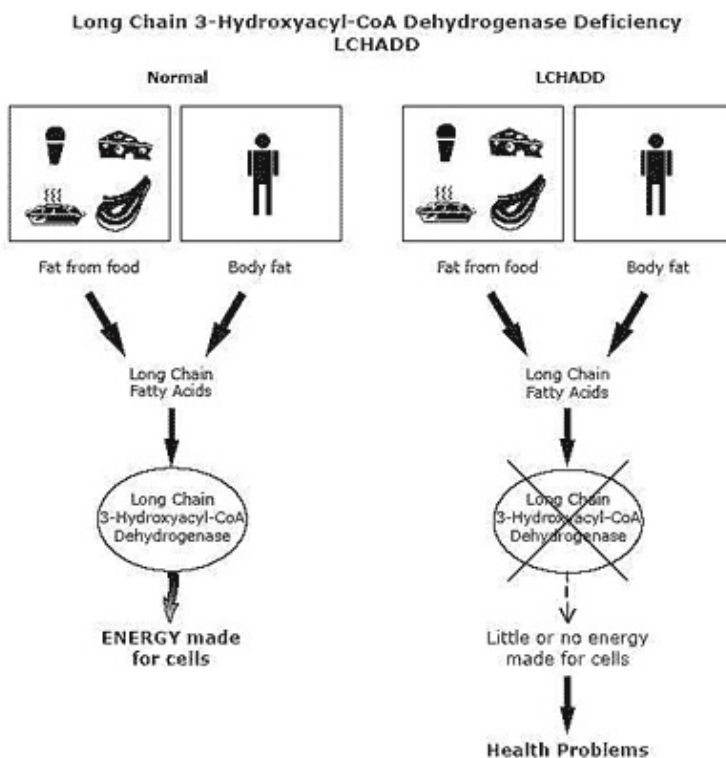 Long Chain 3-Hydroxyacyl-CoA Dehydrogenase Deficiency
LCHADD
Normal
Fat from food
Body fat
Long Chain
Fatty Acids
Long Chain
3-Hydroxyacyl-CoA
Dehydrogenase
ENERGY made
for cells
LCHADD
Fat from food
Body fat
Long Chain
Fatty Acids
Long Chain
3-Hydroxyacyl-CoA
Dehydrogenase
Little or no energy
made for cells
Health Problems